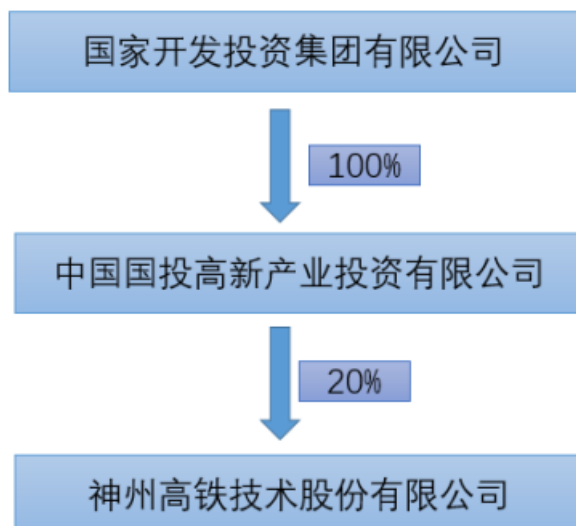 国家开发投资集团有限公司
100%
中国国投高新产业投资有限公司
20%
神州高铁技术股份有限公司